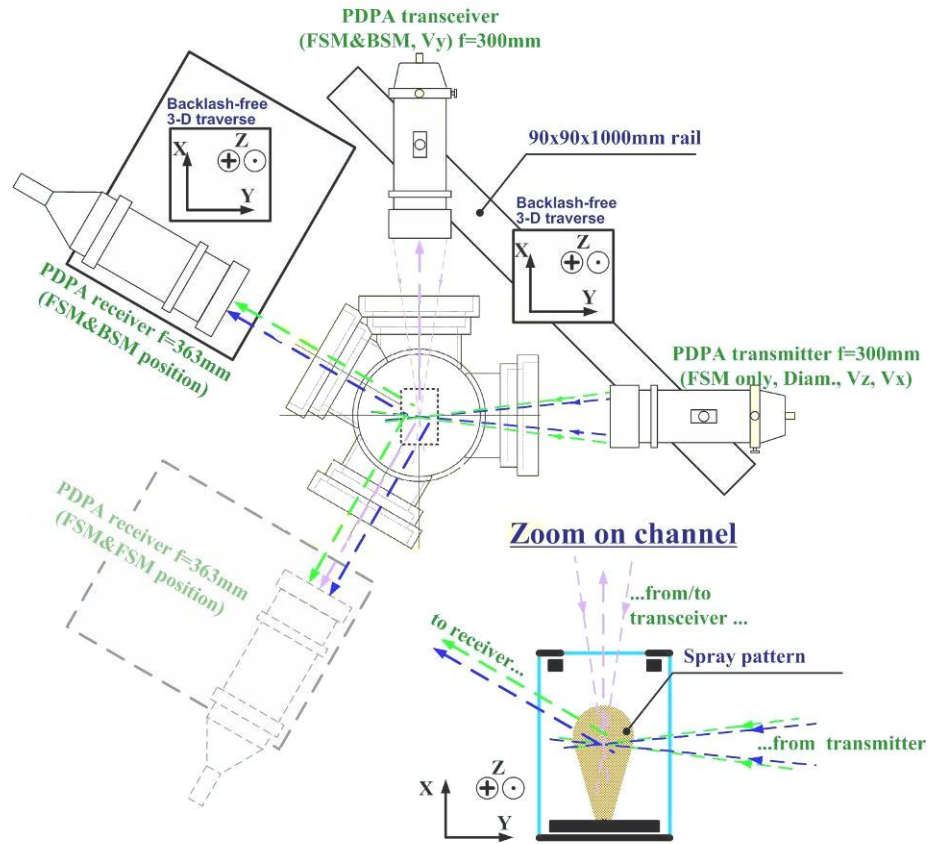 PDPA transceiver
(FSM&BSM, Vy) f=300mm
Backlash-free
3-D traverse
X
Z
Y
90x90x1000mm rail
Backlash-free
3-D traverse
X
Z
Y
PDPA receiver f=363mm
(FSM&BSM position)
PDPA transmitter f=300mm
(FSM only, Diam., Vz, Vx)
PDPA receiver f=363mm
(FSM&FSM position)
Zoom on channel
...from/to
transceiver ...
to receiver...
Spray pattern
...from transmitter
X
Z
Y